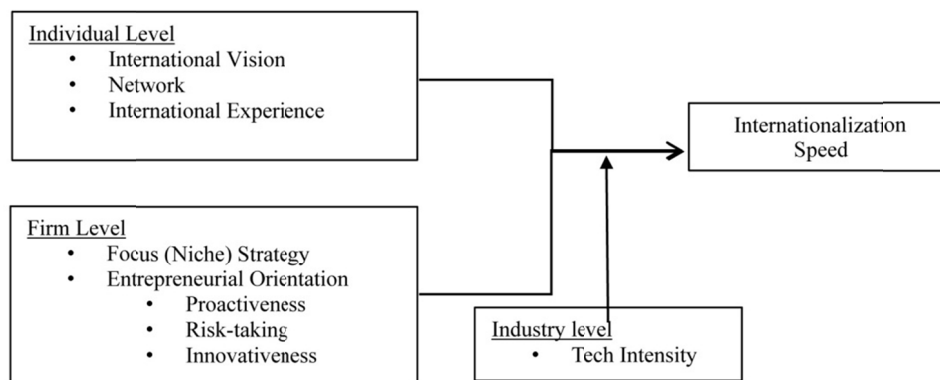 Individual Level
• International Vision
• Network
• International Experience
Internationalization
Speed
Firm Level
• Focus (Niche) Strategy
• Entrepreneurial Orientation
• Proactiveness
• Risk-taking
• Innovativeness
Industry level
• Tech Intensity